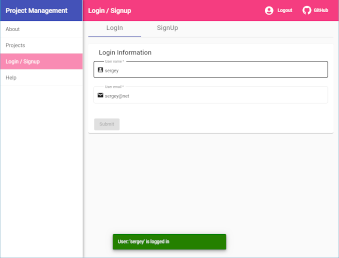 Project Management
Login / Signup
Logout
GitHub
About
Projects
Login / Signup
Help
Login
SignUp
Login Information
User name *
sergey
User email *
sergey@net
Submit
User: 'sergey' is logged in